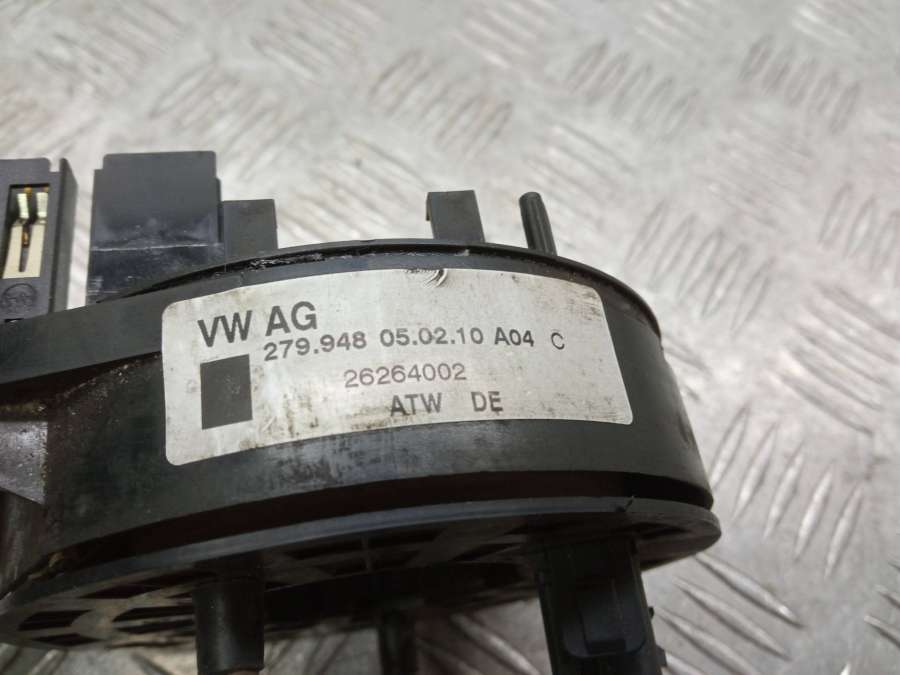 VW AG
279.948 05.02.10 A04 C
26264002
ATW DE